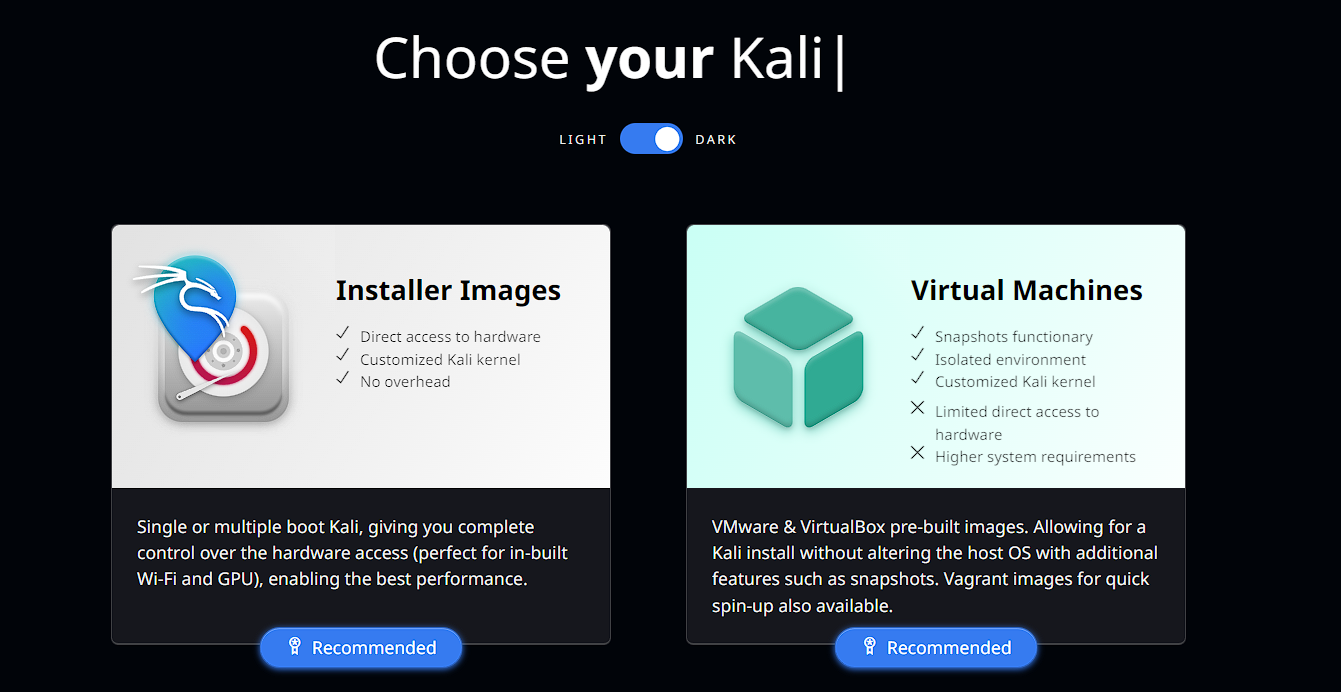 Choose your Kali|
LIGHT DARK
Installer Images
Direct access to hardware
Customized Kali kernel
No overhead
Single or multiple boot Kali, giving you complete
control over the hardware access (perfect for in-built
Wi-Fi and GPU), enabling the best performance.
Recommended
Virtual Machines
Snapshots functionary
Isolated environment
Customized Kali kernel
Limited direct access to
hardware
Higher system requirements
VMware & VirtualBox pre-built images. Allowing for a
Kali install without altering the host OS with additional
features such as snapshots. Vagrant images for quick
spin-up also available.
Recommended